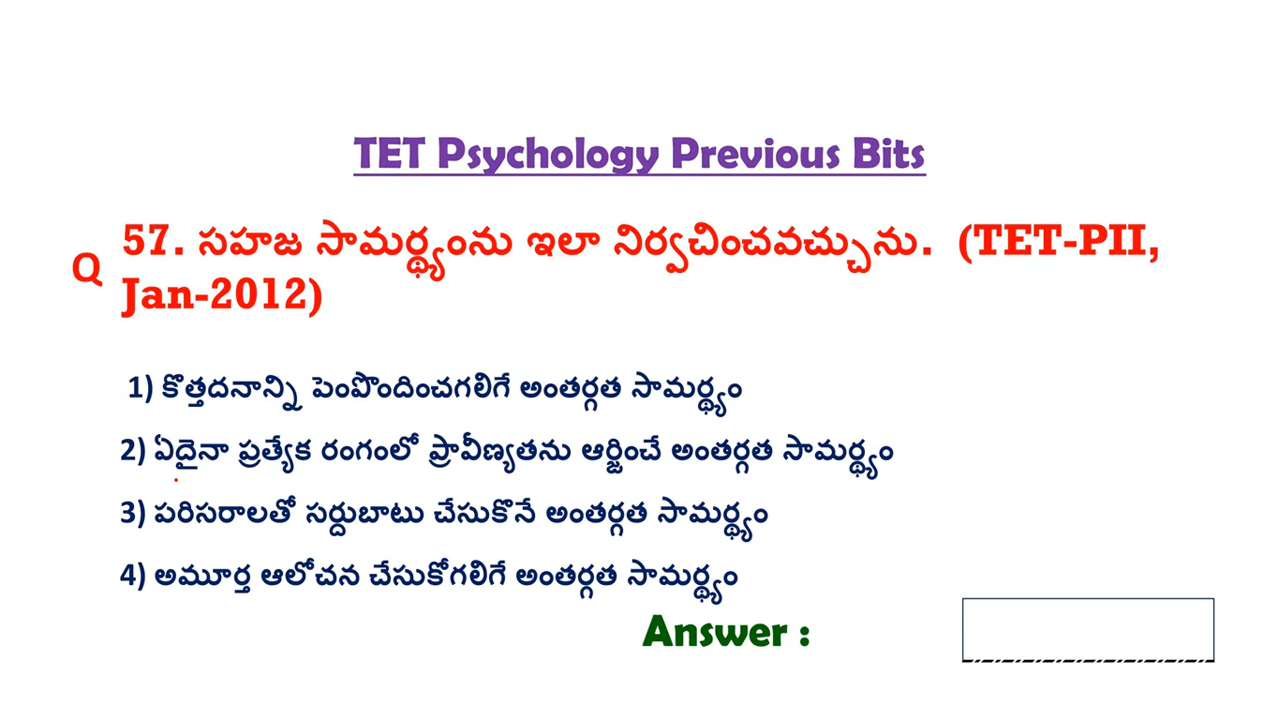 TET Psychology Previous Bits
Q 57. సహజ సామర్థ్యంను ఇలా నిర్వచించవచ్చును. (TET-PII,
Jan-2012)
1) కొత్తదనాన్ని పెంపొందించగలిగే అంతర్గత సామర్థ్యం
2) ఏదైనా ప్రత్యేక రంగంలో ప్రావీణ్యతను ఆర్జించే అంతర్గత సామర్థ్యం
3) పరిసరాలతో సర్దుబాటు చేసుకొనే అంతర్గత సామర్థ్యం
4) అమూర్త ఆలోచన చేసుకోగలిగే అంతర్గత సామర్థ్యం
Answer :